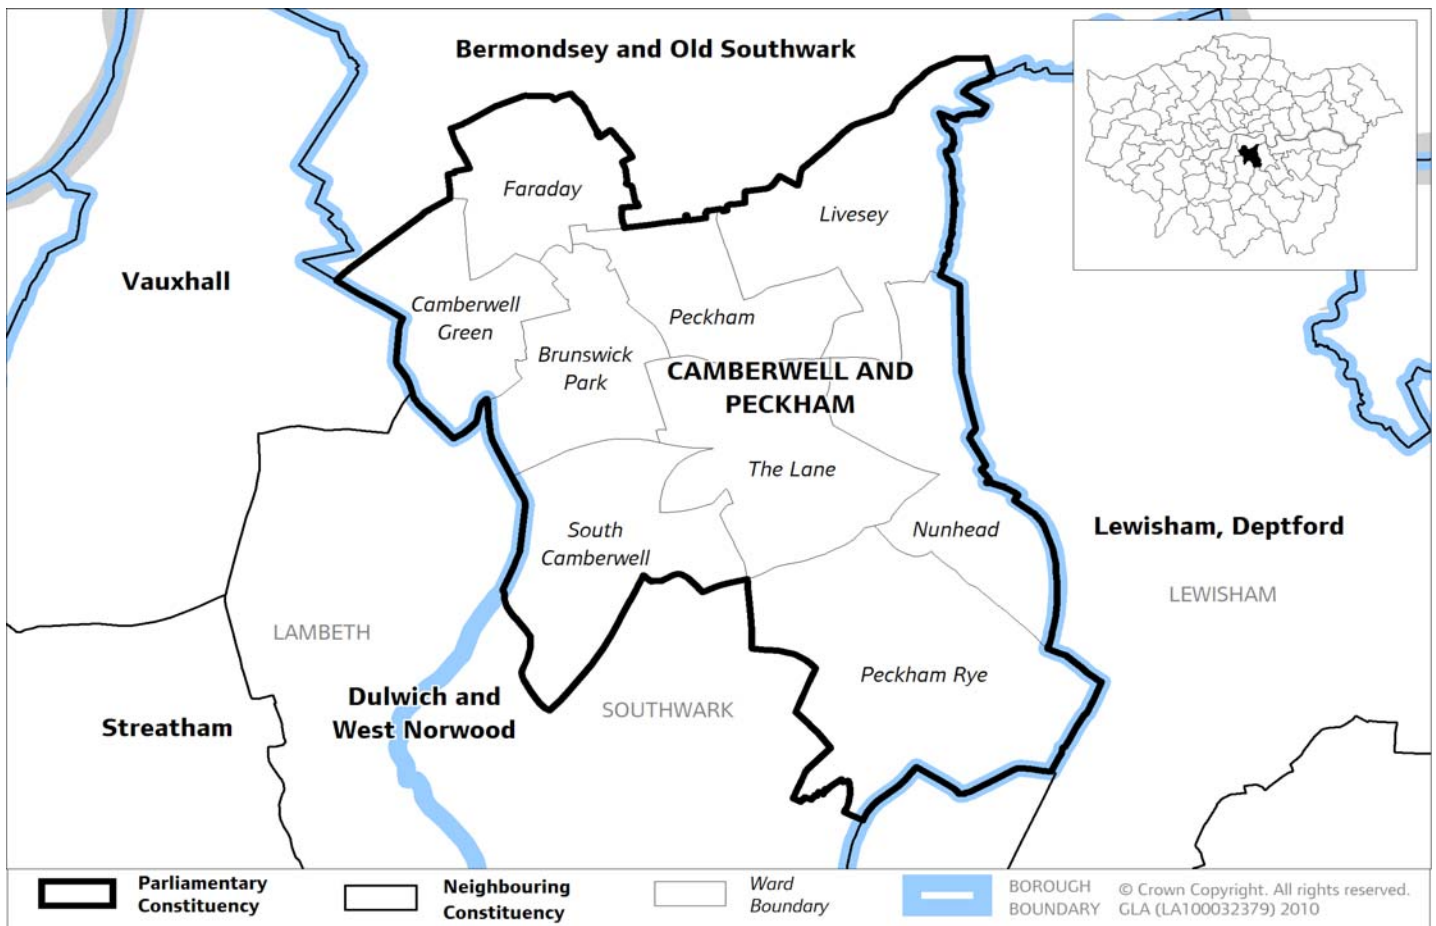 Bermondsey and Old Southwark
Faraday
Livesey
Vauxhall
Camberwell
Green
Peckham
Brunswick
Park
CAMBERWELL AND
PECKHAM
The Lane
South
Camberwell
Nunhead
Lewisham, Deptford
LEWISHAM
LAMBETH
Peckham Rye
Dulwich and
West Norwood
SOUTHWARK
Streatham
Parliamentary
Constituency
Neighbouring
Constituency
Ward
Boundary
BOROUGH
BOUNDARY
© Crown Copyright. All rights reserved.
GLA (LA100032379) 2010